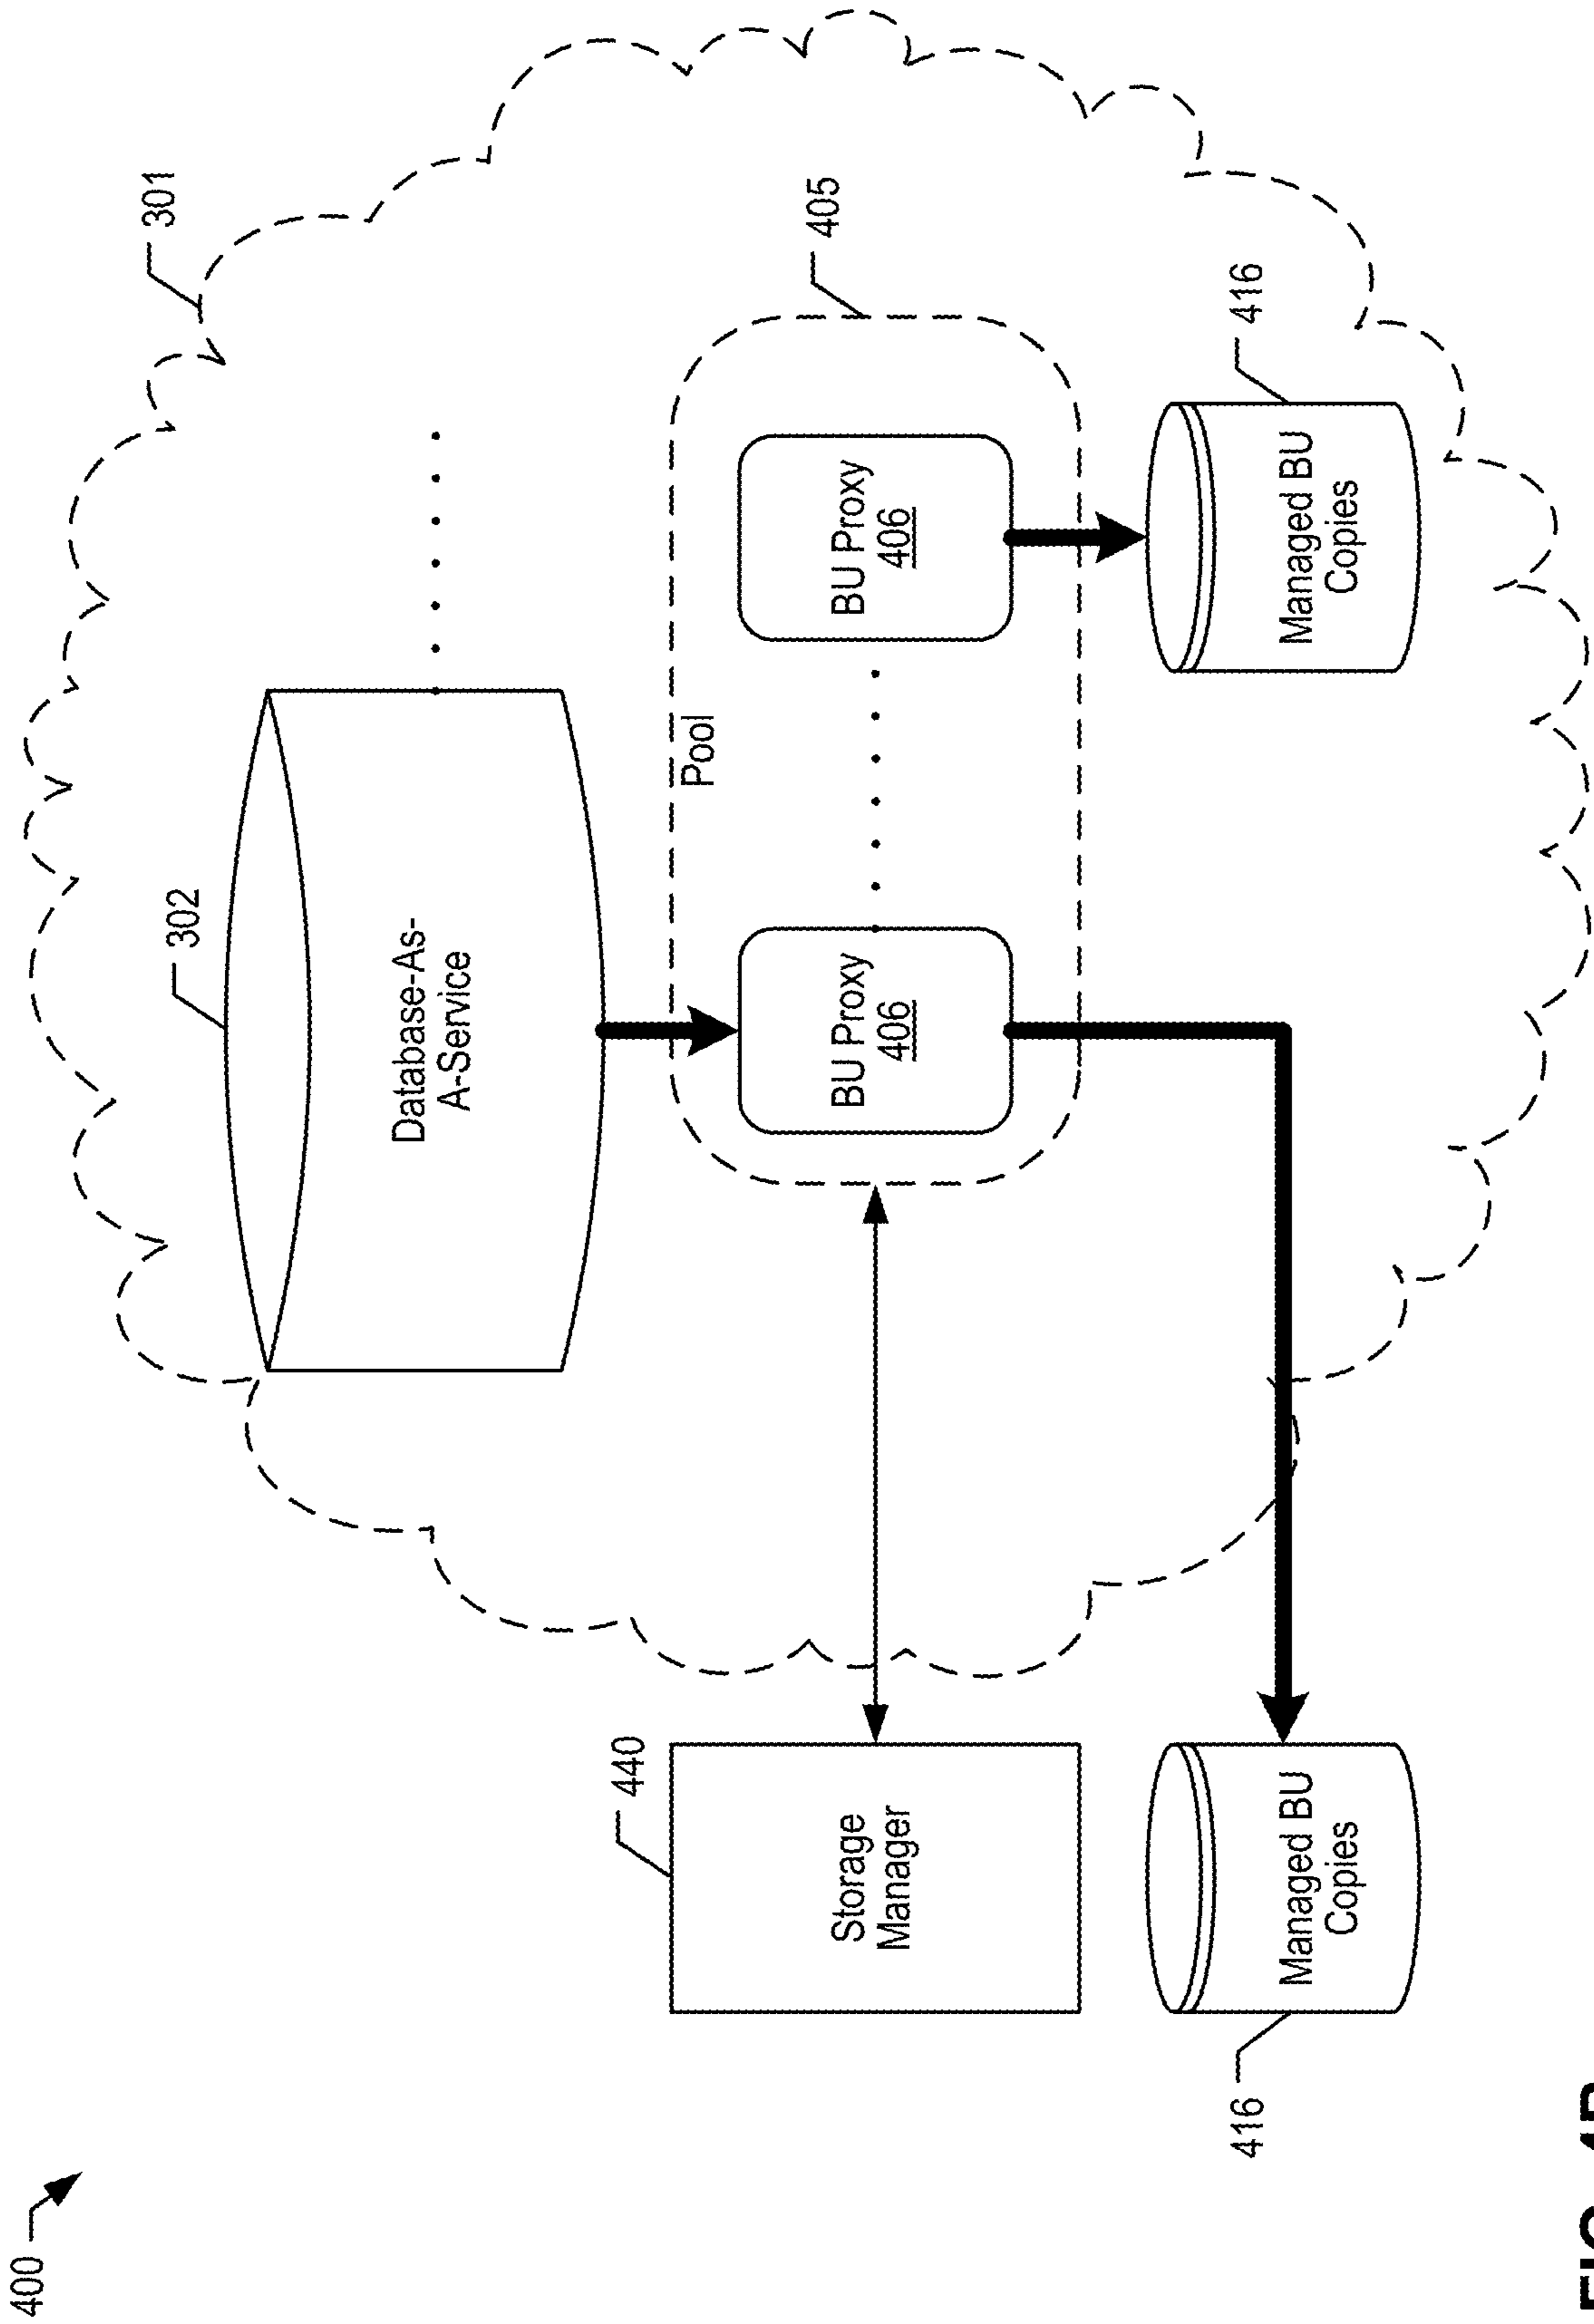 400
301
302
Database-As-
A-Service
440
405
Pool
Storage
Manager
BU Proxy
406
BU Proxy
406
416
Managed BU
Copies
416
Managed BU
Copies
FIG.